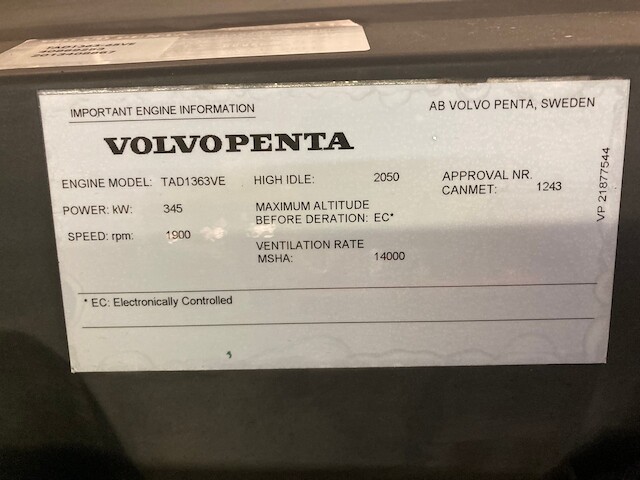 IMPORTANT ENGINE INFORMATION
AB VOLVO PENTA, SWEDEN
VOLVO PENTA
ENGINE MODEL: TAD1363VE
HIGH IDLE: 2050
APPROVAL NR.
CANMET: 1243
POWER: kW: 345
MAXIMUM ALTITUDE
BEFORE DERATION: EC*
SPEED: rpm: 1900
VENTILATION RATE
MSHA: 14000
* EC: Electronically Controlled
VP 21877544